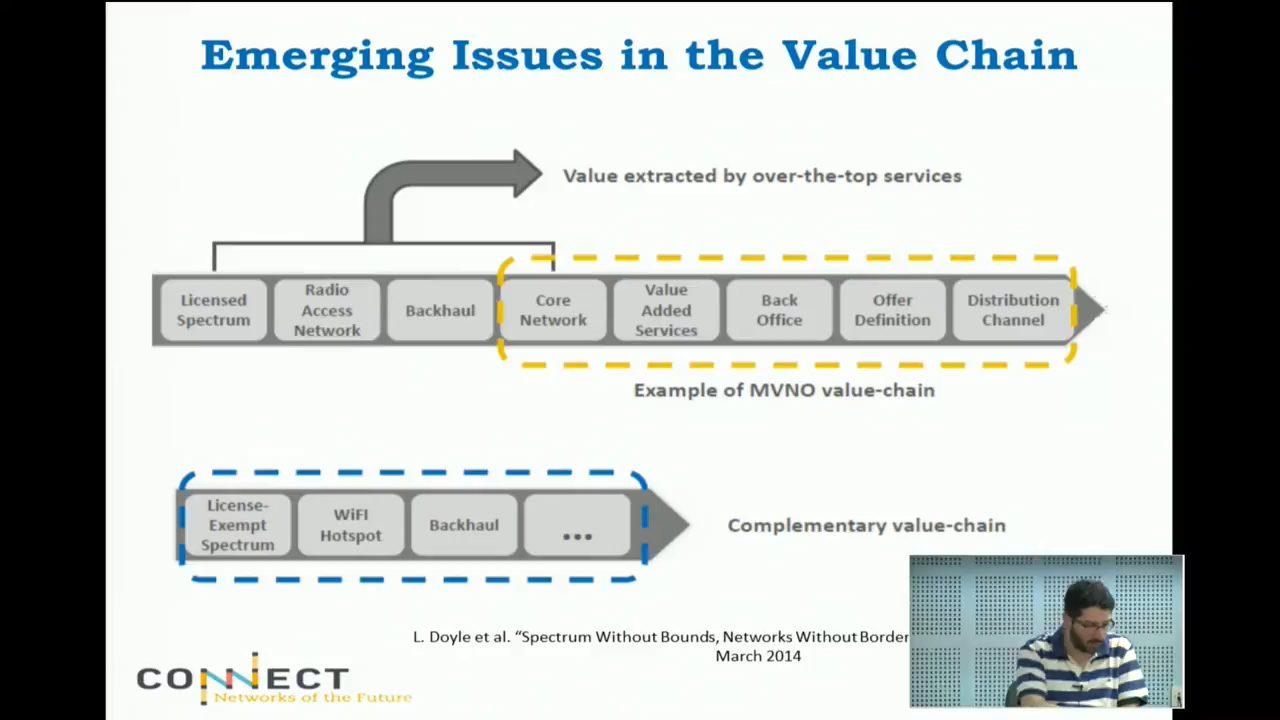 Emerging Issues in the Value Chain
Value extracted by over-the-top services
Licensed
Spectrum
Radio
Access
Network
Backhaul
Core
Network
Value
Added
Services
Back
Office
Offer
Definition
Distribution
Channel
Example of MVNO value-chain
License-
Exempt
Spectrum
WiFI
Hotspot
Backhaul
...
Complementary value-chain
L. Doyle et al. “Spectrum Without Bounds, Networks Without Border
March 2014
CONNECT
Networks of the Future